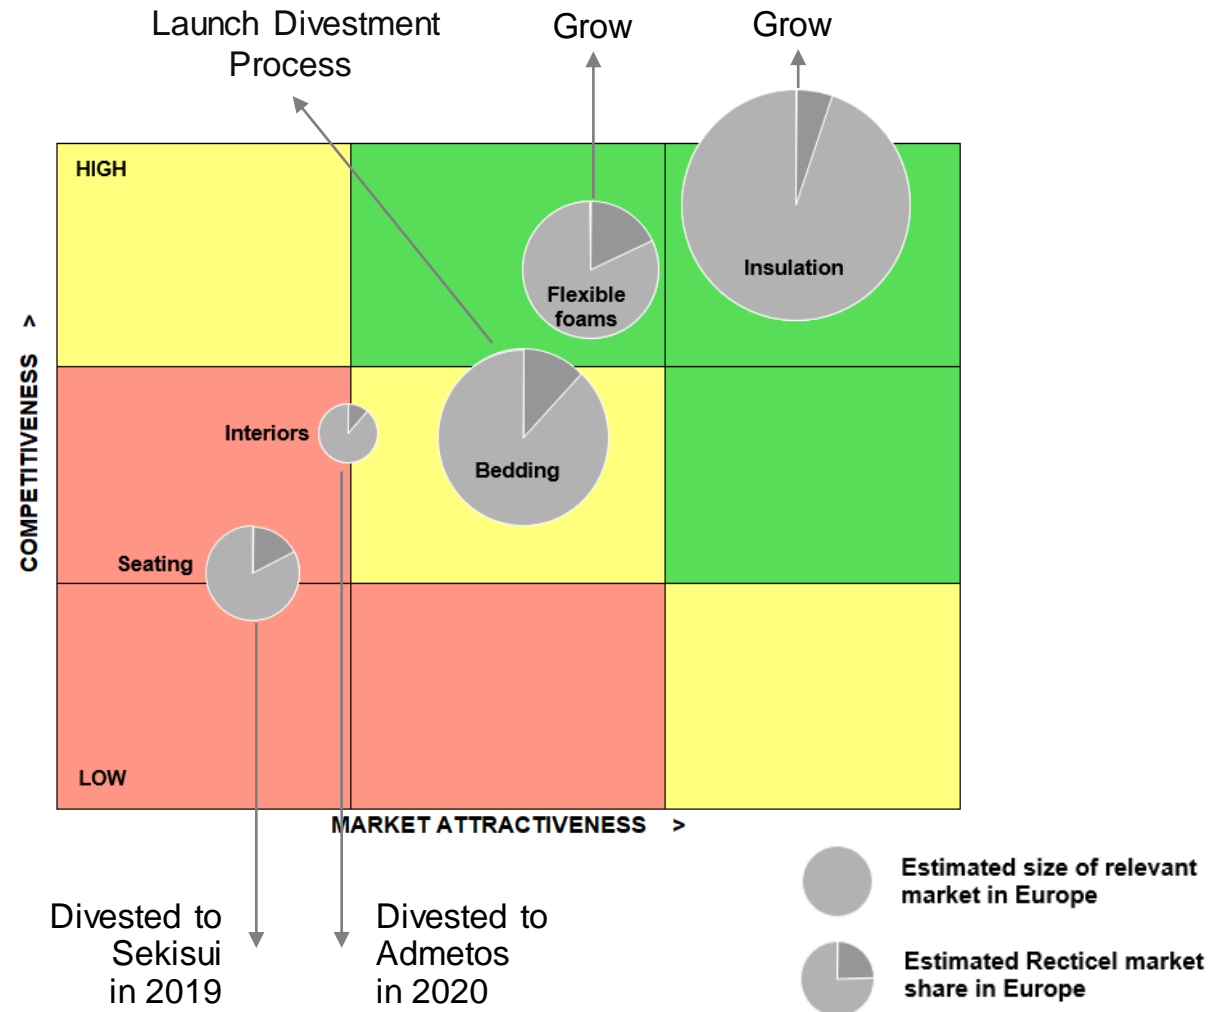 Launch Divestment
Process
Grow
Grow
HIGH
Insulation
Flexible
foams
Interiors
Bedding
Seating
LOW
COMPETITIVENESS >
MARKET ATTRACTIVENESS >
Estimated size of relevant
market in Europe
Estimated Recticel market
share in Europe
Divested to
Sekisui
in 2019
Divested to
Admetos
in 2020